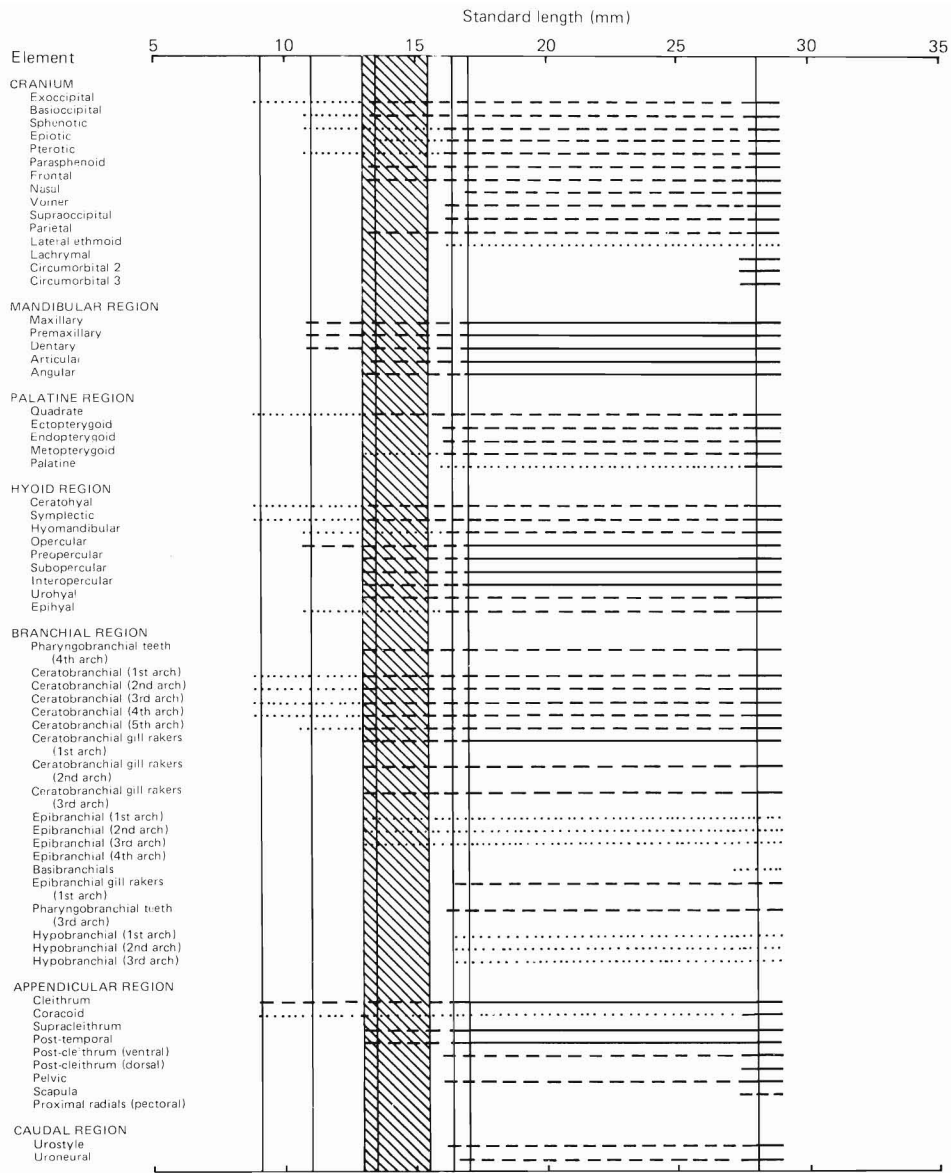 Standard length (mm)
5 10 15 20 25 30 35
Element
CRANIUM
Exoccipital
Basioccipital
Sphenotic
Epiotic
Pterotic
Parasphenoid
Frontal
Nasal
Vomer
Supraoccipital
Parietal
Lateral ethmoid
Lachrymal
Circumorbital 2
Circumorbital 3
MANDIBULAR REGION
Maxillary
Premaxillary
Dentary
Articular
Angular
PALATINE REGION
Quadrate
Ectopterygoid
Endopterygoid
Metopterygoid
Palatine
HYOID REGION
Ceratohyal
Symplectic
Hyomandibular
Opercular
Preopercular
Subopercular
Interopercular
Urohyal
Epihyal
BRANCHIAL REGION
Pharyngobranchial teeth
(4th arch)
Ceratobranchial (1st arch)
Ceratobranchial (2nd arch)
Ceratobranchial (3rd arch)
Ceratobranchial (4th arch)
Ceratobranchial (5th arch)
Ceratobranchial gill rakers
(1st arch)
Ceratobranchial gill rakers
(2nd arch)
Ceratobranchial gill rakers
(3rd arch)
Epibranchial (1st arch)
Epibranchial (2nd arch)
Epibranchial (3rd arch)
Epibranchial (4th arch)
Basibranchials
Epibranchial gill rakers
(1st arch)
Pharyngobranchial teeth
(3rd arch)
Hypobranchial (1st arch)
Hypobranchial (2nd arch)
Hypobranchial (3rd arch)
APPENDICULAR REGION
Cleithrum
Coracoid
Supracleithrum
Post-temporal
Post-cleithrum (ventral)
Post-cleithrum (dorsal)
Pelvic
Scapula
Proximal radials (pectoral)
CAUDAL REGION
Urostyle
Uroneural